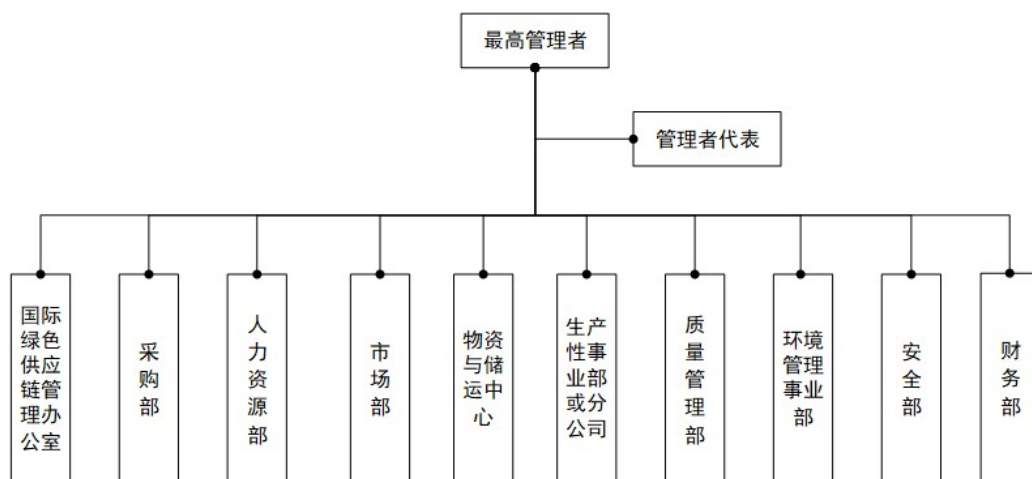 最高管理者
管理者代表
国际
绿色
供应
链管
理办
公室
采购部
人力资源部
市场部
物资
与储
运中
心
生产
性事
业部
或分
公司
质量管理部
环境
管理
事业
部
安全部
财务部